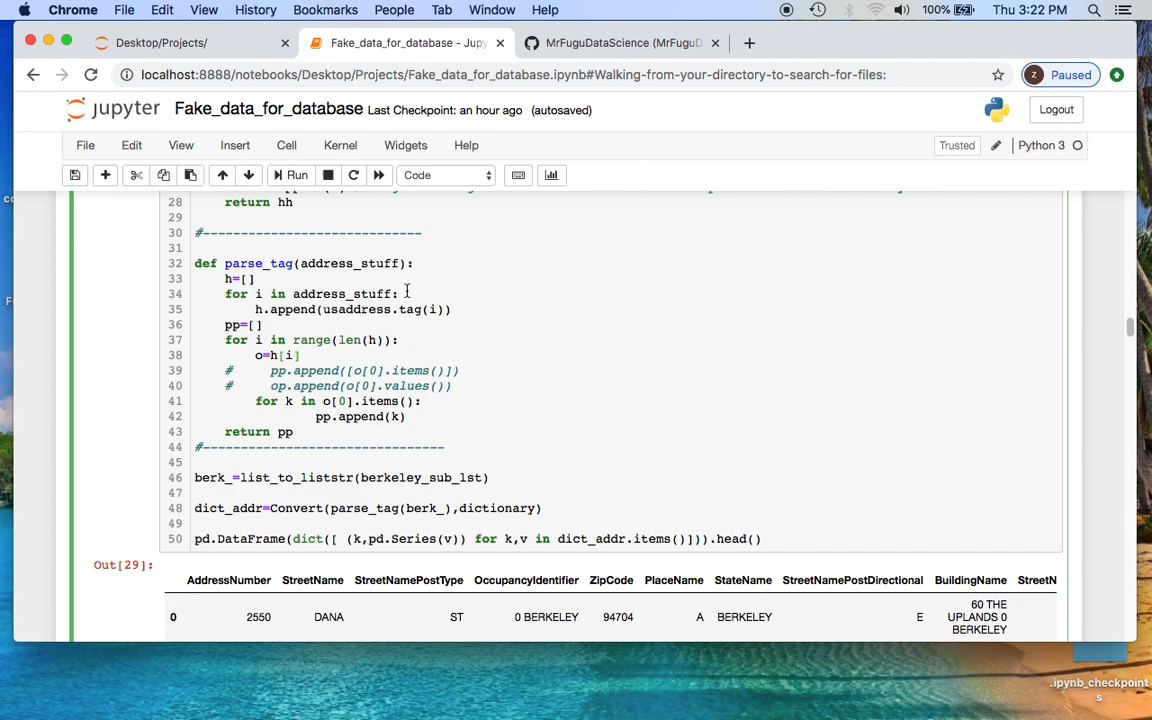 Chrome File Edit View History Bookmarks People Tab Window Help 100% Thu 3:22 PM
Desktop/Projects/ × Fake_data_for_database - Jupy × MrFuguDataScience (MrFuguD × +
localhost:8888/notebooks/Desktop/Projects/Fake_data_for_database.ipynb#Walking-from-your-directory-to-search-for-files: Z Paused
jupyter Fake_data_for_database Last Checkpoint: an hour ago (autosaved) Logout
File Edit View Insert Cell Kernel Widgets Help Trusted Python 3
Run Code
28 return hh
29
30 #-----------------------------
31
32 def parse_tag(address_stuff):
33 h=[]
34 for i in address_stuff:
35 h.append(usaddress.tag(i))
36 pp=[]
37 for i in range(len(h)):
38 o=h[i]
39 # pp.append([o[0].items()])
40 # op.append(o[0].values())
41 for k in o[0].items():
42 pp.append(k)
43 return pp
44 #--------------------------------
45
46 berk_=list_to_liststr(berkeley_sub_lst)
47
48 dict_addr=Convert(parse_tag(berk_),dictionary)
49
50 pd.DataFrame(dict([ (k,pd.Series(v)) for k,v in dict_addr.items()])).head()
Out[29]:
AddressNumber StreetName StreetNamePostType OccupancyIdentifier ZipCode PlaceName StateName StreetNamePostDirectional BuildingName StreetN
0 2550 DANA ST 0 BERKELEY 94704 A BERKELEY E 60 THE UPLANDS 0 BERKELEY
.ipynb_checkpoint
s